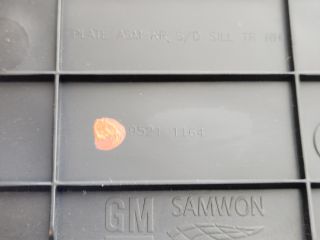 PLATE ASM-RR S/D SILL TR RH
9521 1164
GM SAMWON